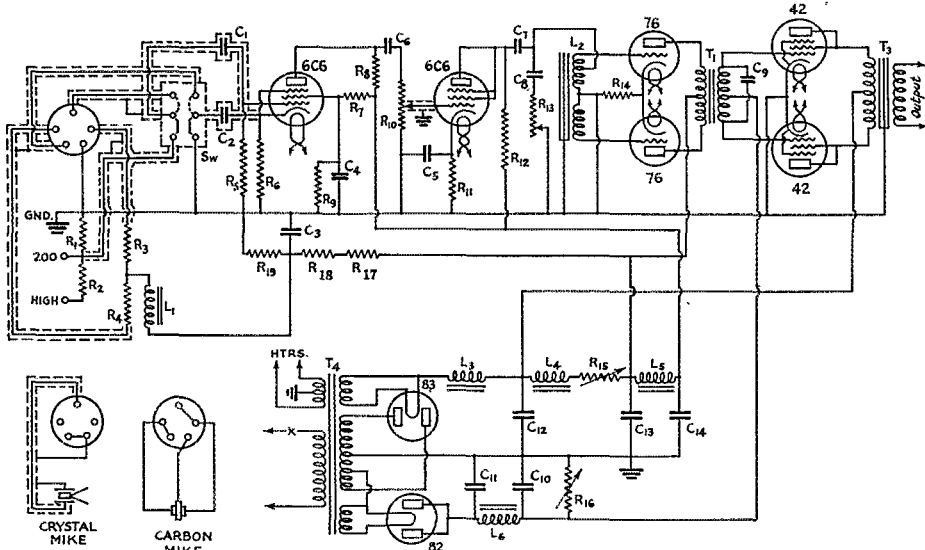 42
76
6C6
6C6
C1
C6
C7
L2
T1
T3
C9
R8
C8
R14
OUTPUT
R7
R10
R13
C2
Sw
R5
R6
C4
R9
C5
R11
R12
76
42
GND.
R1
R3
C3
200
R2
R19
R18
R17
HIGH
R4
L1
HTRS.
T4
L3
L4
R15
L5
83
X
C12
C13
C14
C11
C10
R16
L6
CRYSTAL
MIKE
CARBON
MIKE
82